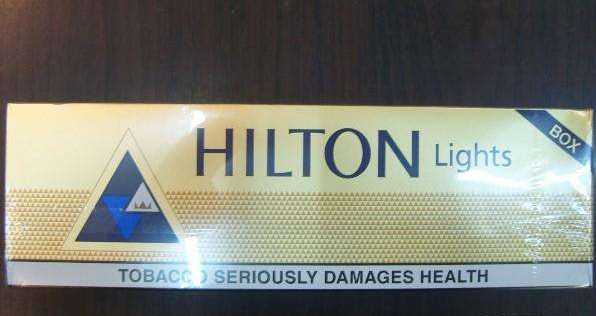 HILTON Lights
BOX
TOBACCO SERIOUSLY DAMAGES HEALTH